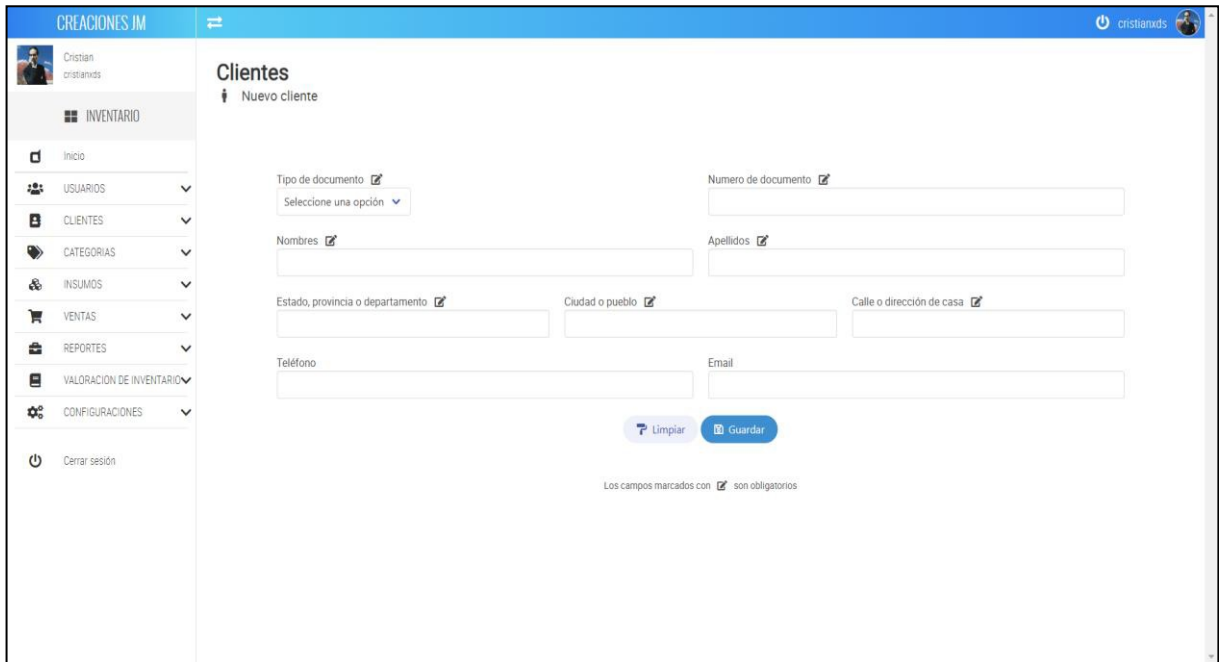 CREACIONES JM
cristianxds
Cristian
cristianxds
INVENTARIO
Inicio
USUARIOS
CLIENTES
CATEGORIAS
INSUMOS
VENTAS
REPORTES
VALORACION DE INVENTARIO
CONFIGURACIONES
Cerrar sesión
Clientes
Nuevo cliente
Tipo de documento
Numero de documento
Seleccione una opción
Nombres
Apellidos
Estado, provincia o departamento
Ciudad o pueblo
Calle o dirección de casa
Teléfono
Email
Limpiar
Guardar
Los campos marcados con son obligatorios